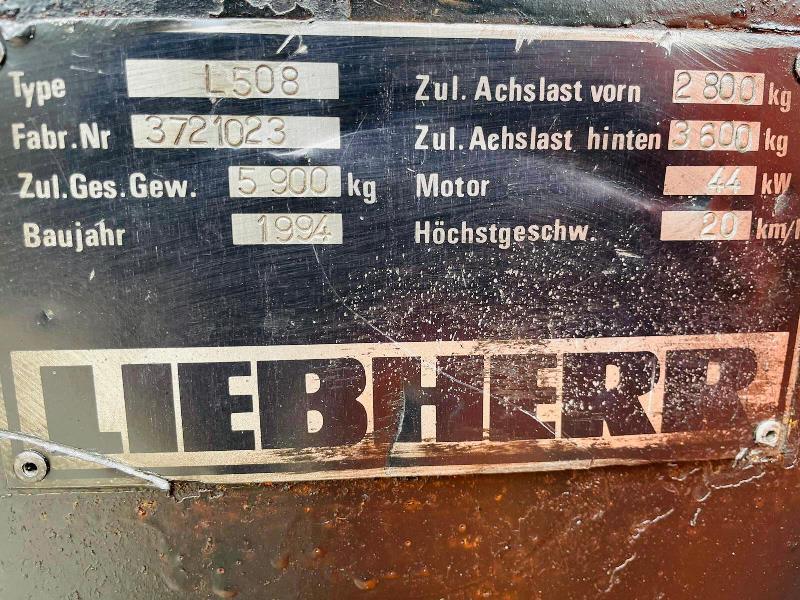 Type L508
Fabr.Nr 3721023
Zul.Ges.Gew. 5 900 kg
Baujahr 1994
Zul. Achslast vorn 2 800 kg
Zul. Achslast hinten 3 600 kg
Motor 44 kW
Höchstgeschw. 20 km/h
LIEBHERR